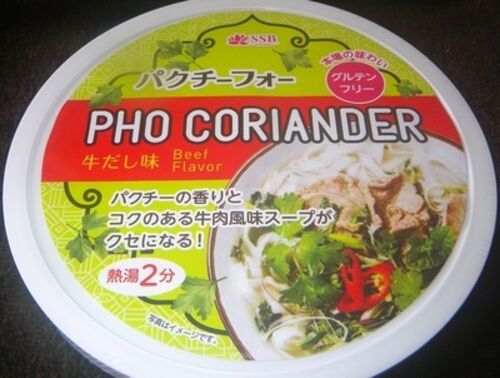 SSB
本場の味わい
パクチーフォー
グルテン
フリー
PHO CORIANDER
牛だし味 Beef
Flavor
パクチーの香りと
コクのある牛肉風味スープが
クセになる!
熱湯2分
写真はイメージです。